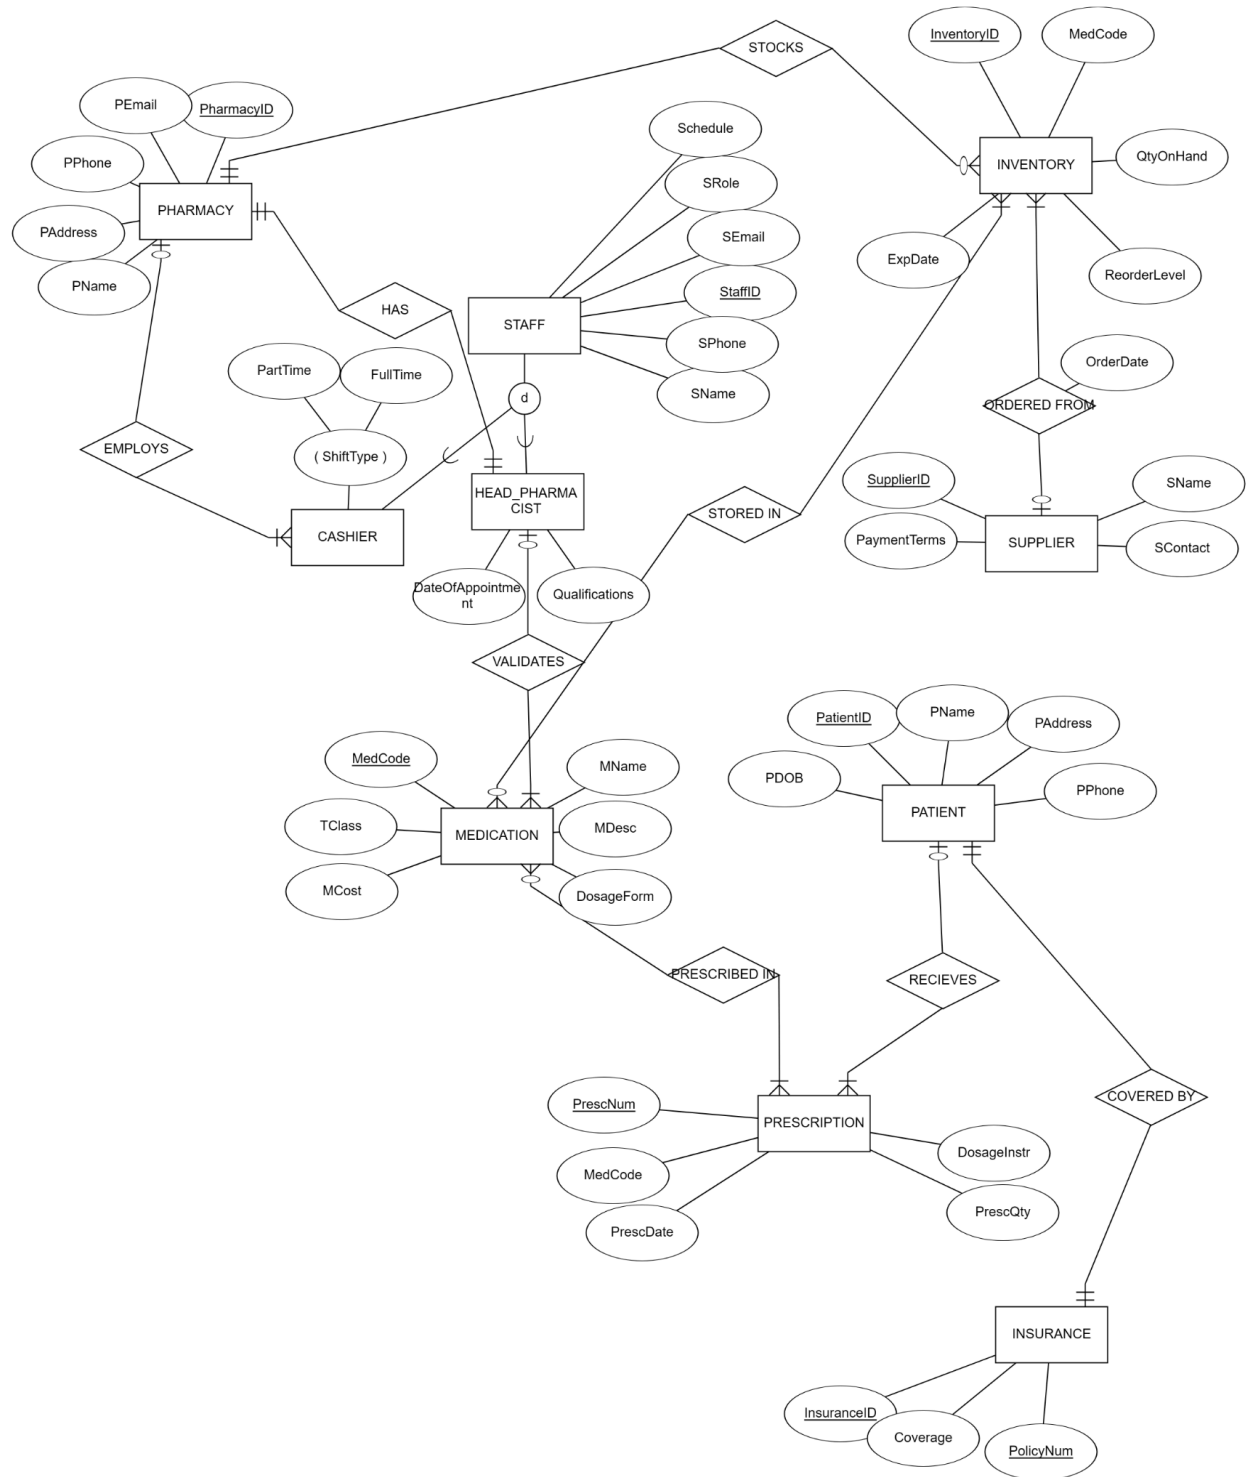 STOCKS
InventoryID
MedCode
PEmail
PharmacyID
Schedule
PPhone
SRole
INVENTORY
QtyOnHand
PHARMACY
PAddress
SEmail
ExpDate
ReorderLevel
PName
StaffID
HAS
STAFF
SPhone
SName
PartTime
FullTime
d
OrderDate
ORDERED FROM
EMPLOYS
( ShiftType )
HEAD_PHARMA
CIST
STORED IN
SupplierID
SName
CASHIER
PaymentTerms
SUPPLIER
SContact
DateOfAppointme
nt
Qualifications
VALIDATES
PatientID
PName
PAddress
MedCode
MName
PDOB
PPhone
TClass
MEDICATION
MDesc
PATIENT
MCost
DosageForm
PRESCRIBED IN
RECIEVES
PrescNum
PRESCRIPTION
COVERED BY
DosageInstr
MedCode
PrescQty
PrescDate
INSURANCE
InsuranceID
Coverage
PolicyNum